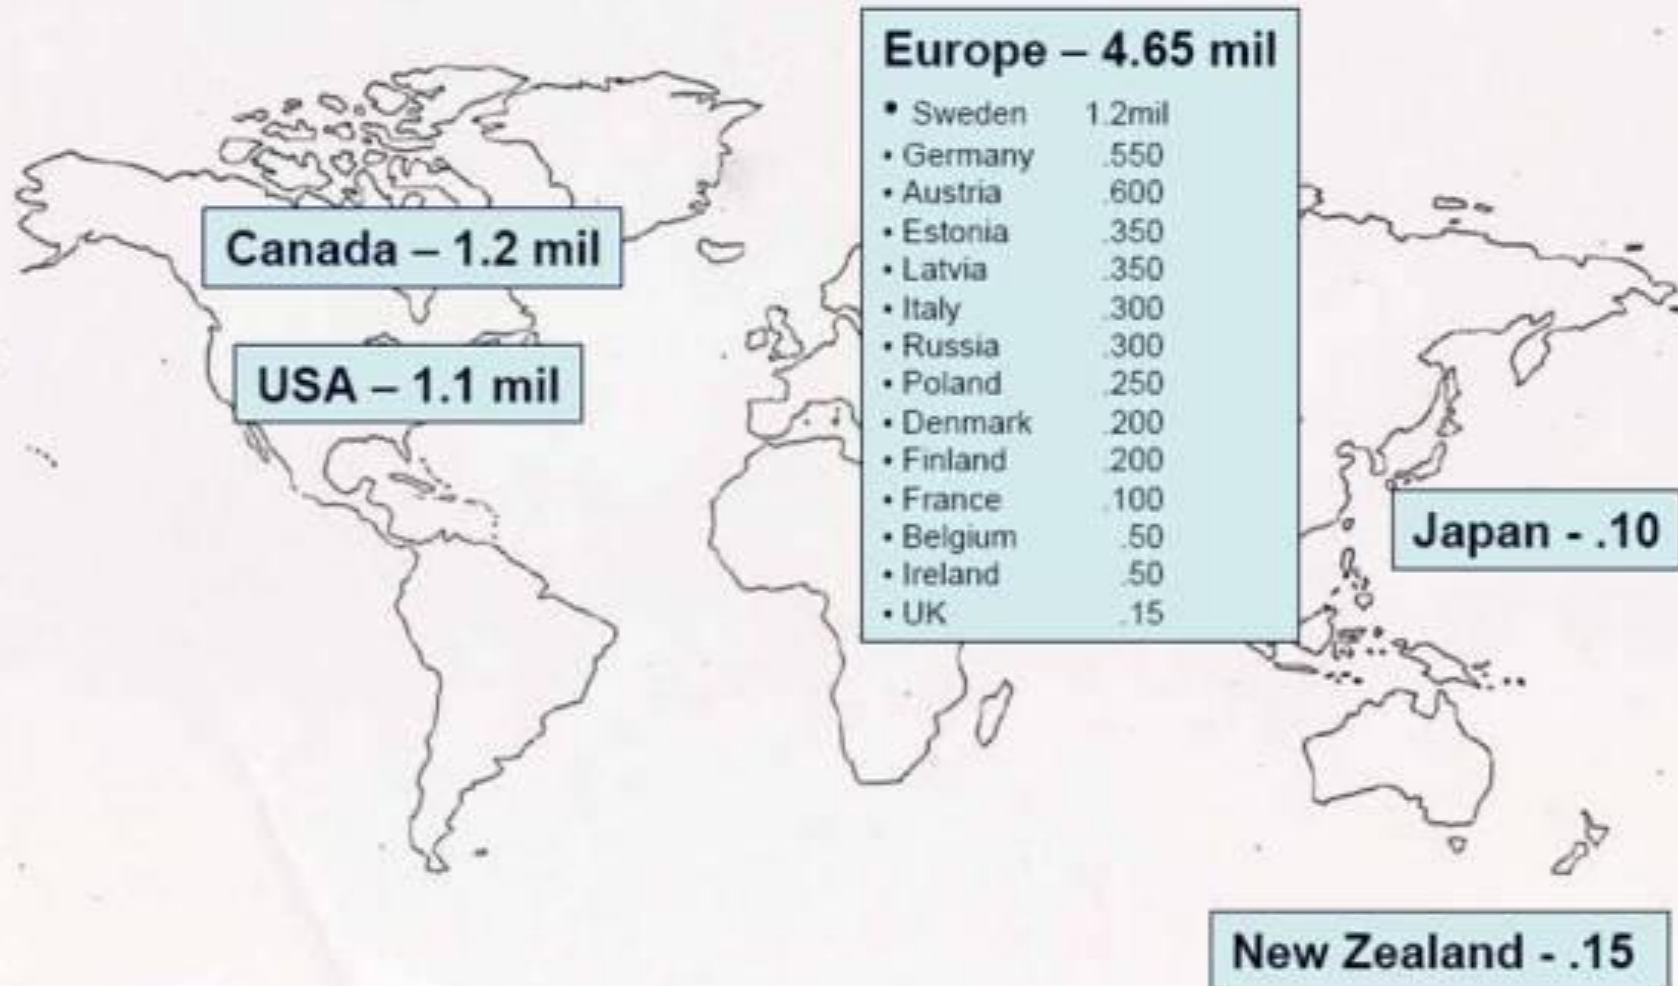 Europe – 4.65 mil
• Sweden 1.2mil
• Germany .550
• Austria .600
• Estonia .350
• Latvia .350
• Italy .300
• Russia .300
• Poland .250
• Denmark .200
• Finland .200
• France .100
• Belgium .50
• Ireland .50
• UK .15
Canada – 1.2 mil
USA – 1.1 mil
Japan - .10
New Zealand - .15